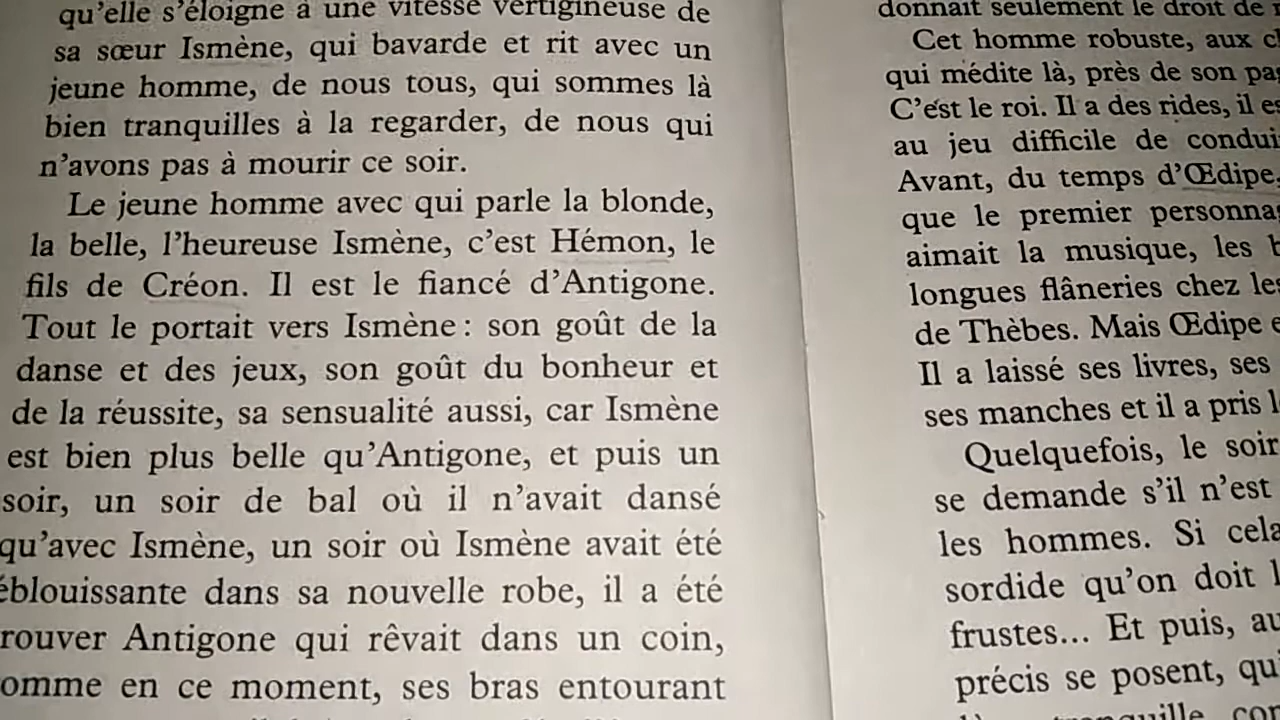 qu'elle s'éloigne à une vitesse vertigineuse de
sa sœur Ismène, qui bavarde et rit avec un
jeune homme, de nous tous, qui sommes là
bien tranquilles à la regarder, de nous qui
n'avons pas à mourir ce soir.
Le jeune homme avec qui parle la blonde,
la belle, l'heureuse Ismène, c'est Hémon, le
fils de Créon. Il est le fiancé d'Antigone.
Tout le portait vers Ismène : son goût de la
danse et des jeux, son goût du bonheur et
de la réussite, sa sensualité aussi, car Ismène
est bien plus belle qu'Antigone, et puis un
soir, un soir de bal où il n'avait dansé
qu'avec Ismène, un soir où Ismène avait été
éblouissante dans sa nouvelle robe, il a été
rouver Antigone qui rêvait dans un coin,
omme en ce moment, ses bras entourant
donnait seulement le droit de
Cet homme robuste, aux
qui médite là, près de son
C'est le roi. Il a des rides, il
au jeu difficile de
Avant, du temps d'Œdipe,
que le premier
aimait la musique, les
longues flâneries chez
de Thèbes. Mais Œdipe
Il a laissé ses livres, ses
ses manches et il a pris
Quelquefois, le soir
se demande s'il n'est
les hommes. Si cela
sordide qu'on doit
frustes... Et puis,
précis se posent,